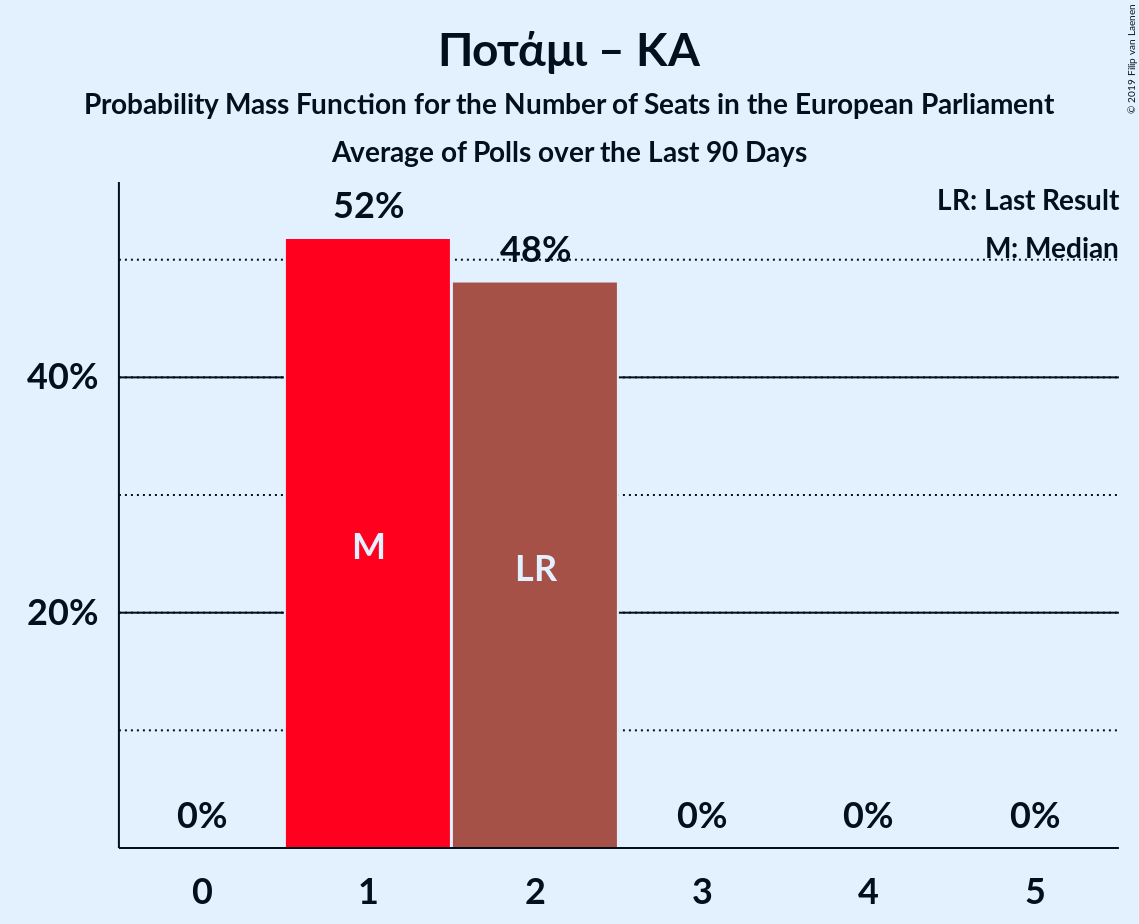 Ποτάμι – ΚΑ
Probability Mass Function for the Number of Seats in the European Parliament
Average of Polls over the Last 90 Days
© 2019 Filip van Laenen
LR: Last Result
M: Median
52%
48%
40%
20%
M
LR
0%
0%
0%
0%
0
1
2
3
4
5